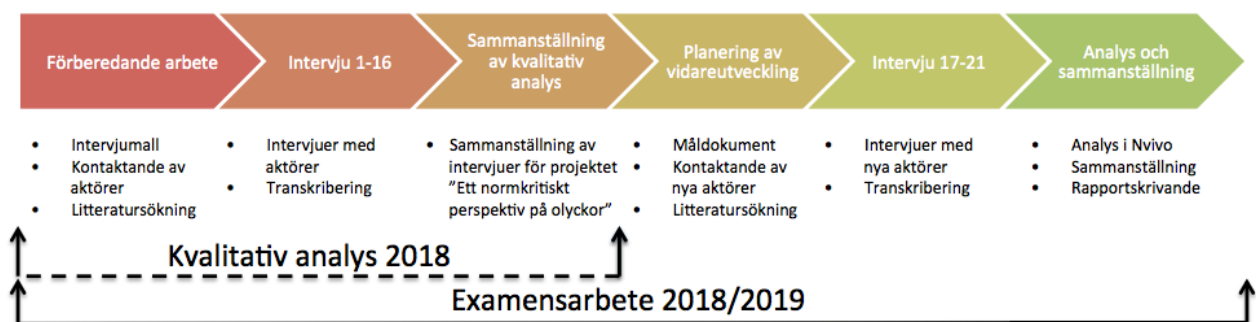 Förberedande arbete
Intervju 1-16
Sammanställning
av kvalitativ
analys
Planering av
vidareutveckling
Intervju 17-21
Analys och
sammanställning
• Intervjumall
• Kontaktande av
aktörer
• Litteratursökning
• Intervjuer med
aktörer
• Transkribering
• Sammanställning av
intervjuer för projektet
”Ett normkritiskt
perspektiv på olyckor”
• Måldokument
• Kontaktande av
nya aktörer
• Litteratursökning
• Intervjuer med
nya aktörer
• Transkribering
• Analys i Nvivo
• Sammanställning
• Rapportskrivande
Kvalitativ analys 2018
Examensarbete 2018/2019